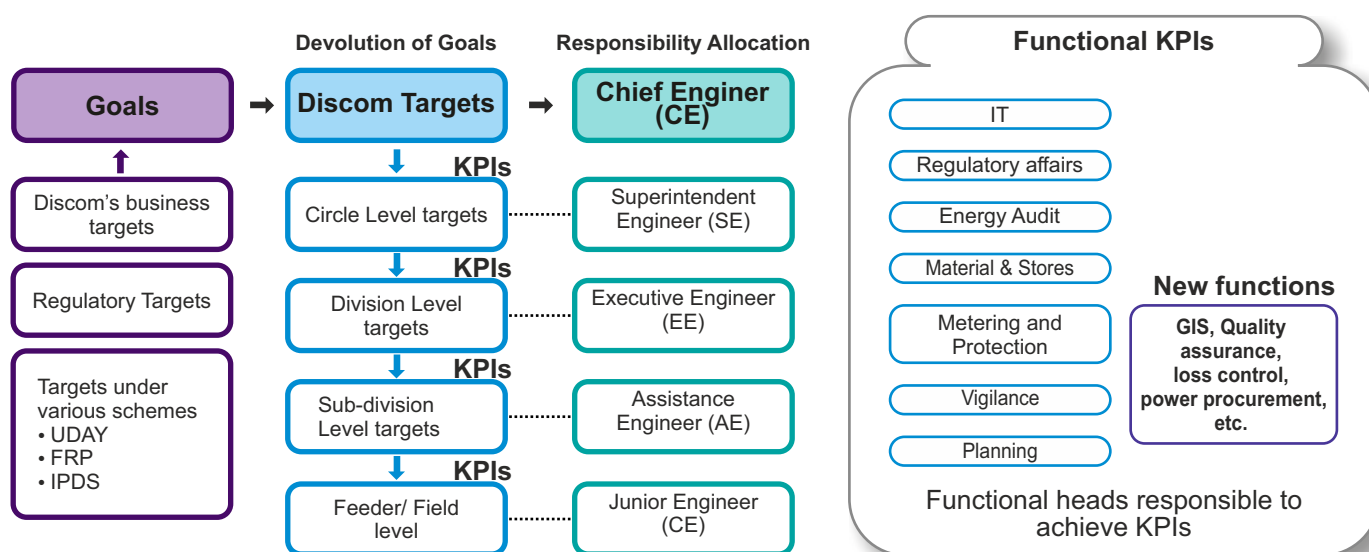 Devolution of Goals
Responsibility Allocation
Goals
Discom Targets
Chief Enginer
(CE)
Discom's business
targets
Regulatory Targets
Targets under
various schemes
• UDAY
• FRP
• IPDS
KPIs
Circle Level targets
Superintendent
Engineer (SE)
KPIs
Division Level
targets
Executive Engineer
(EE)
KPIs
Sub-division
Level targets
Assistance
Engineer (AE)
KPIs
Feeder/ Field
level
Junior Engineer
(CE)
Functional KPIs
IT
Regulatory affairs
Energy Audit
Material & Stores
Metering and
Protection
Vigilance
Planning
New functions
GIS, Quality
assurance,
loss control,
power procurement,
etc.
Functional heads responsible to
achieve KPIs